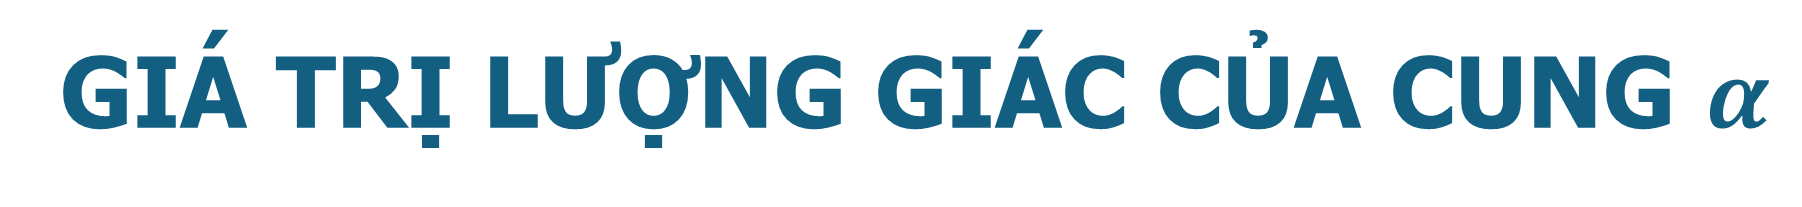 GIÁ TRỊ LƯỢNG GIÁC CỦA CUNG α